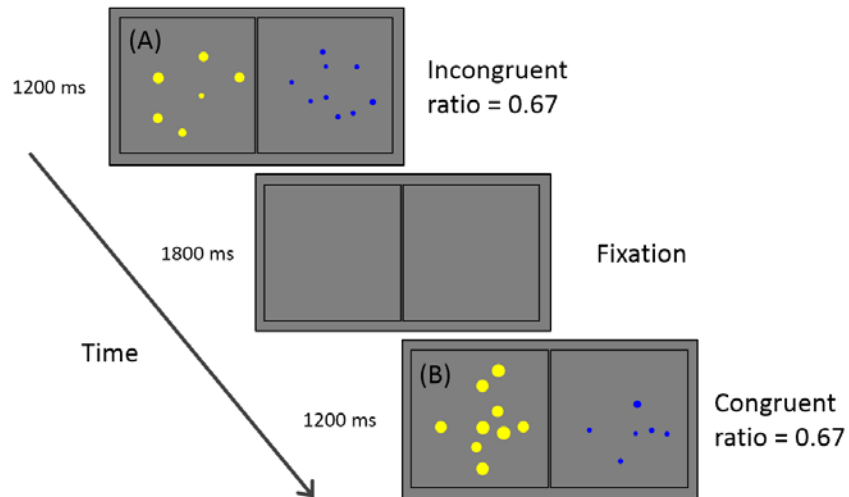 (A)
1200 ms
Incongruent
ratio = 0.67
1800 ms
Fixation
Time
(B)
1200 ms
Congruent
ratio = 0.67